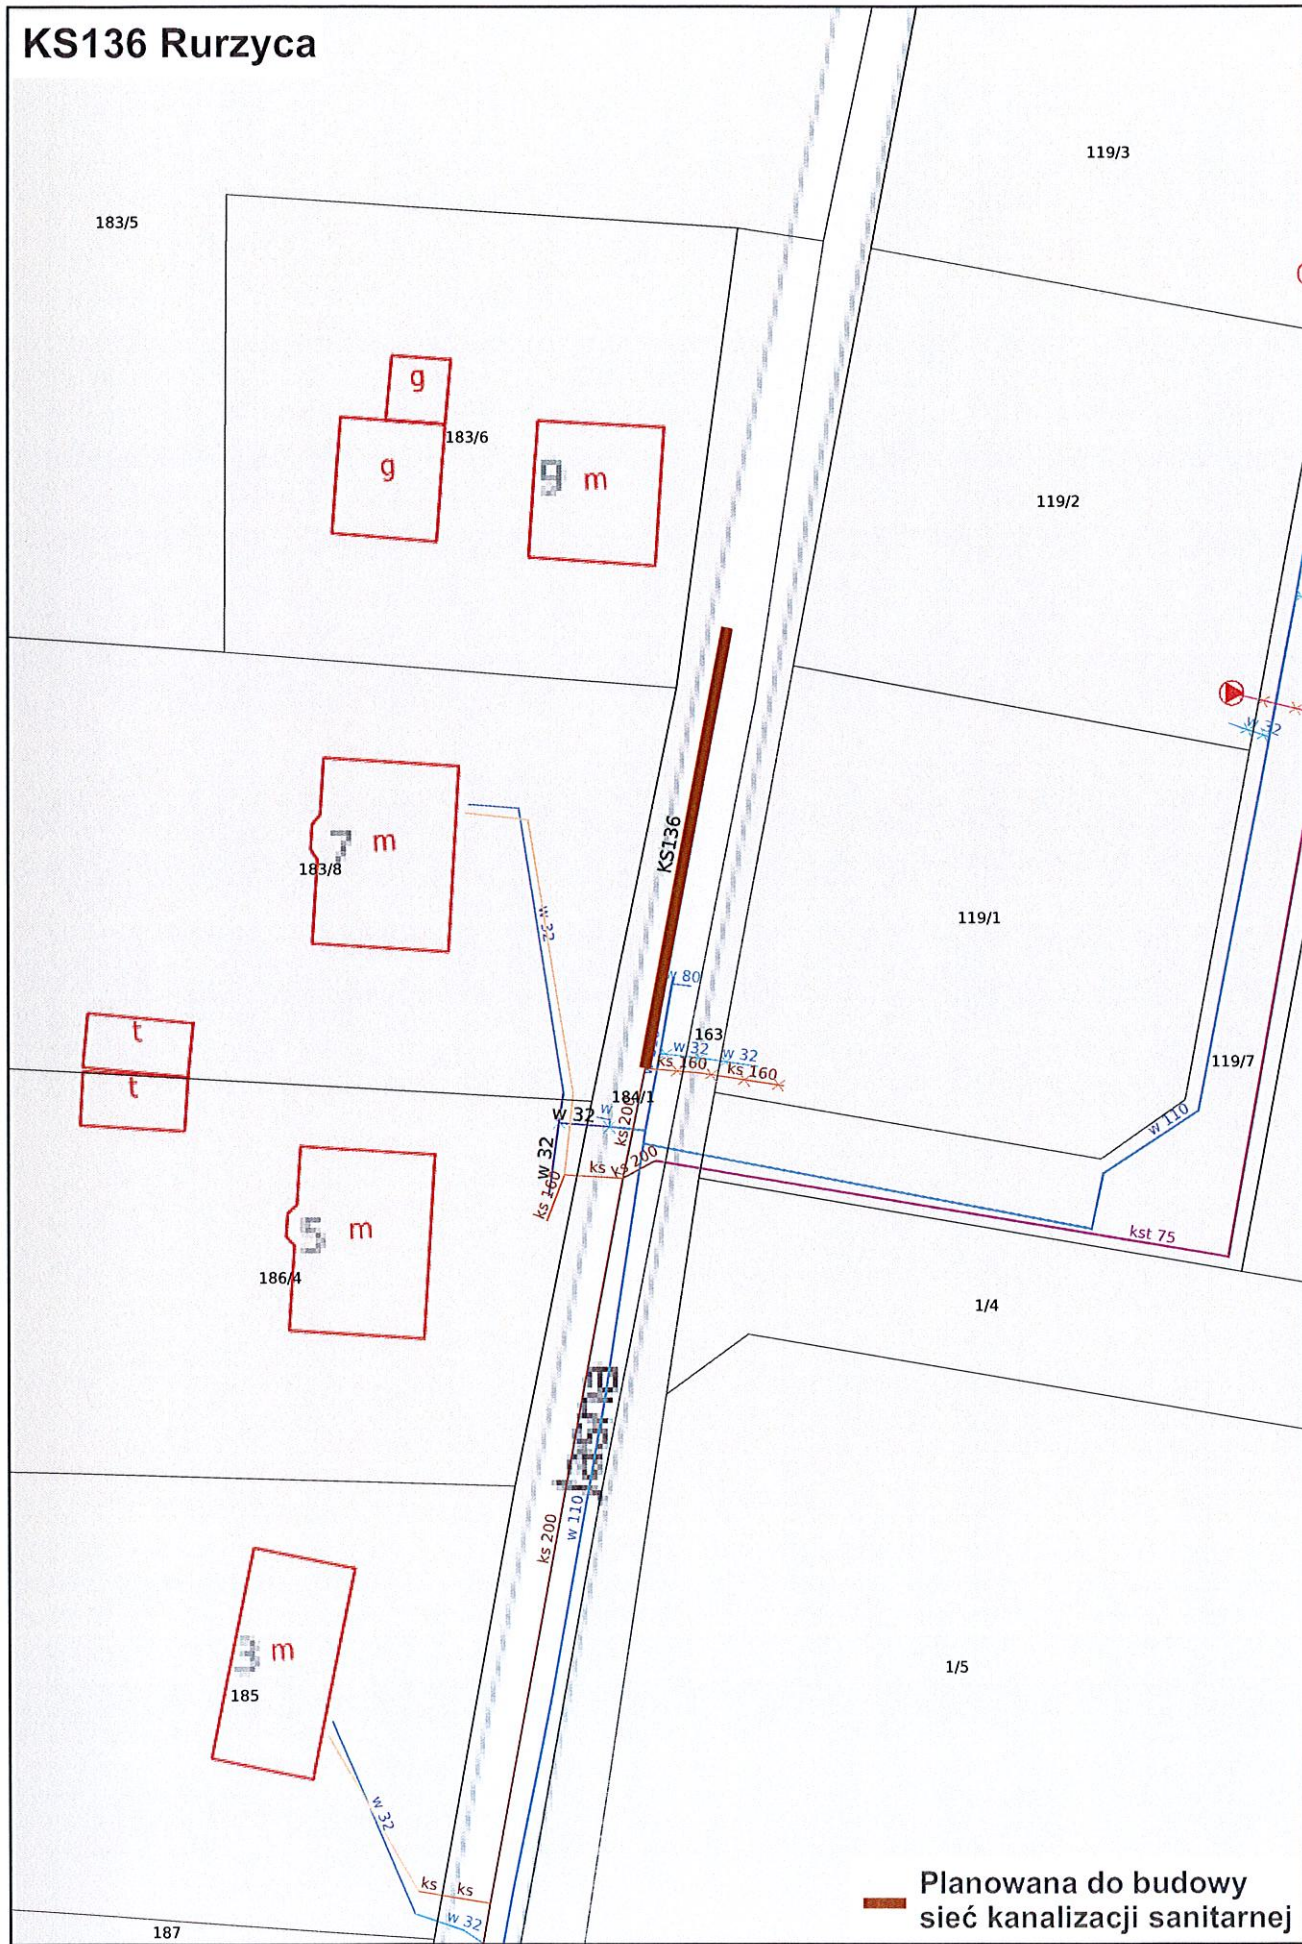 KS136 Rurzyca
119/3
183/5
g
183/6
g
9
m
119/2
w 32
KS136
7
m
183/8
w 32
119/1
w 80
163
t
w 32
w 32
ks 160
ks 160
119/7
t
184/1
w 32
w
ks 200
w 110
w 32
ks
ks 200
ks 160
5
m
kst 75
186/4
1/4
Jasna
ks 200
w 110
3
m
185
1/5
w 32
ks
ks
w 32
187
Planowana do budowy
sieć kanalizacji sanitarnej